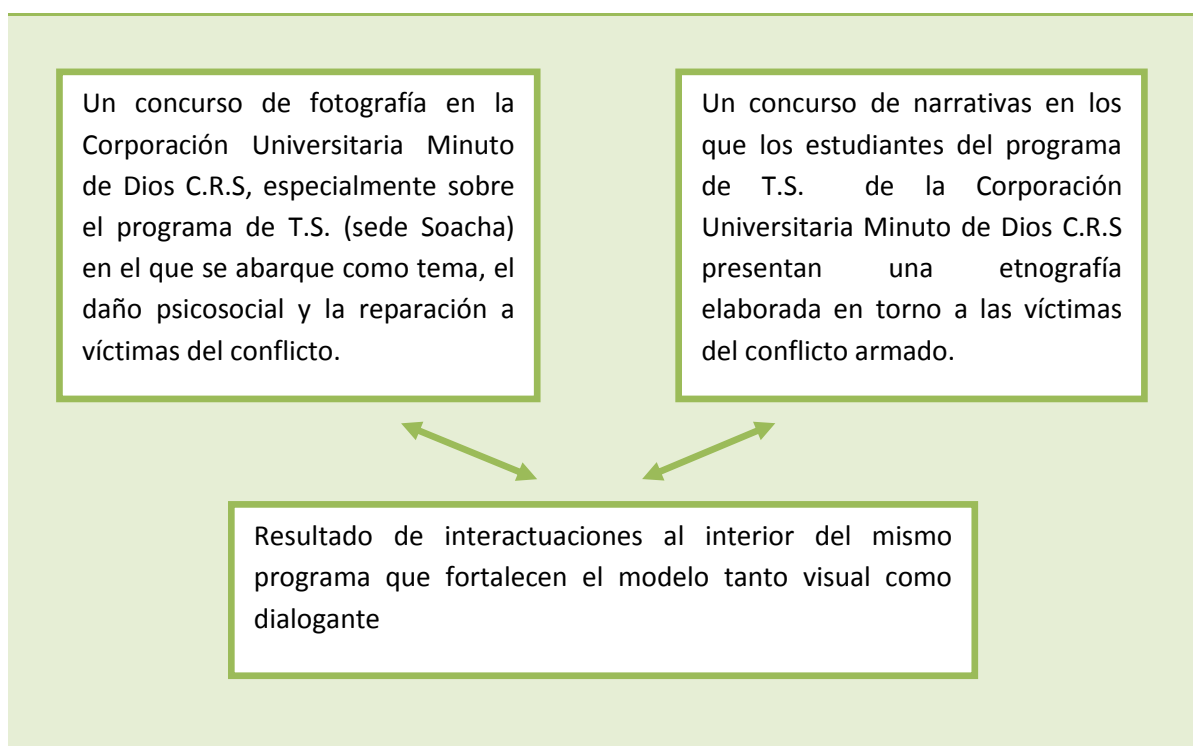 Un concurso de fotografía en la
Corporación Universitaria Minuto
de Dios C.R.S, especialmente sobre
el programa de T.S. (sede Soacha)
en el que se abarque como tema, el
daño psicosocial y la reparación a
víctimas del conflicto.
Un concurso de narrativas en los
que los estudiantes del programa
de T.S. de la Corporación
Universitaria Minuto de Dios C.R.S
presentan una etnografía
elaborada en torno a las víctimas
del conflicto armado.
Resultado de interactuaciones al interior del mismo
programa que fortalecen el modelo tanto visual como
dialogante